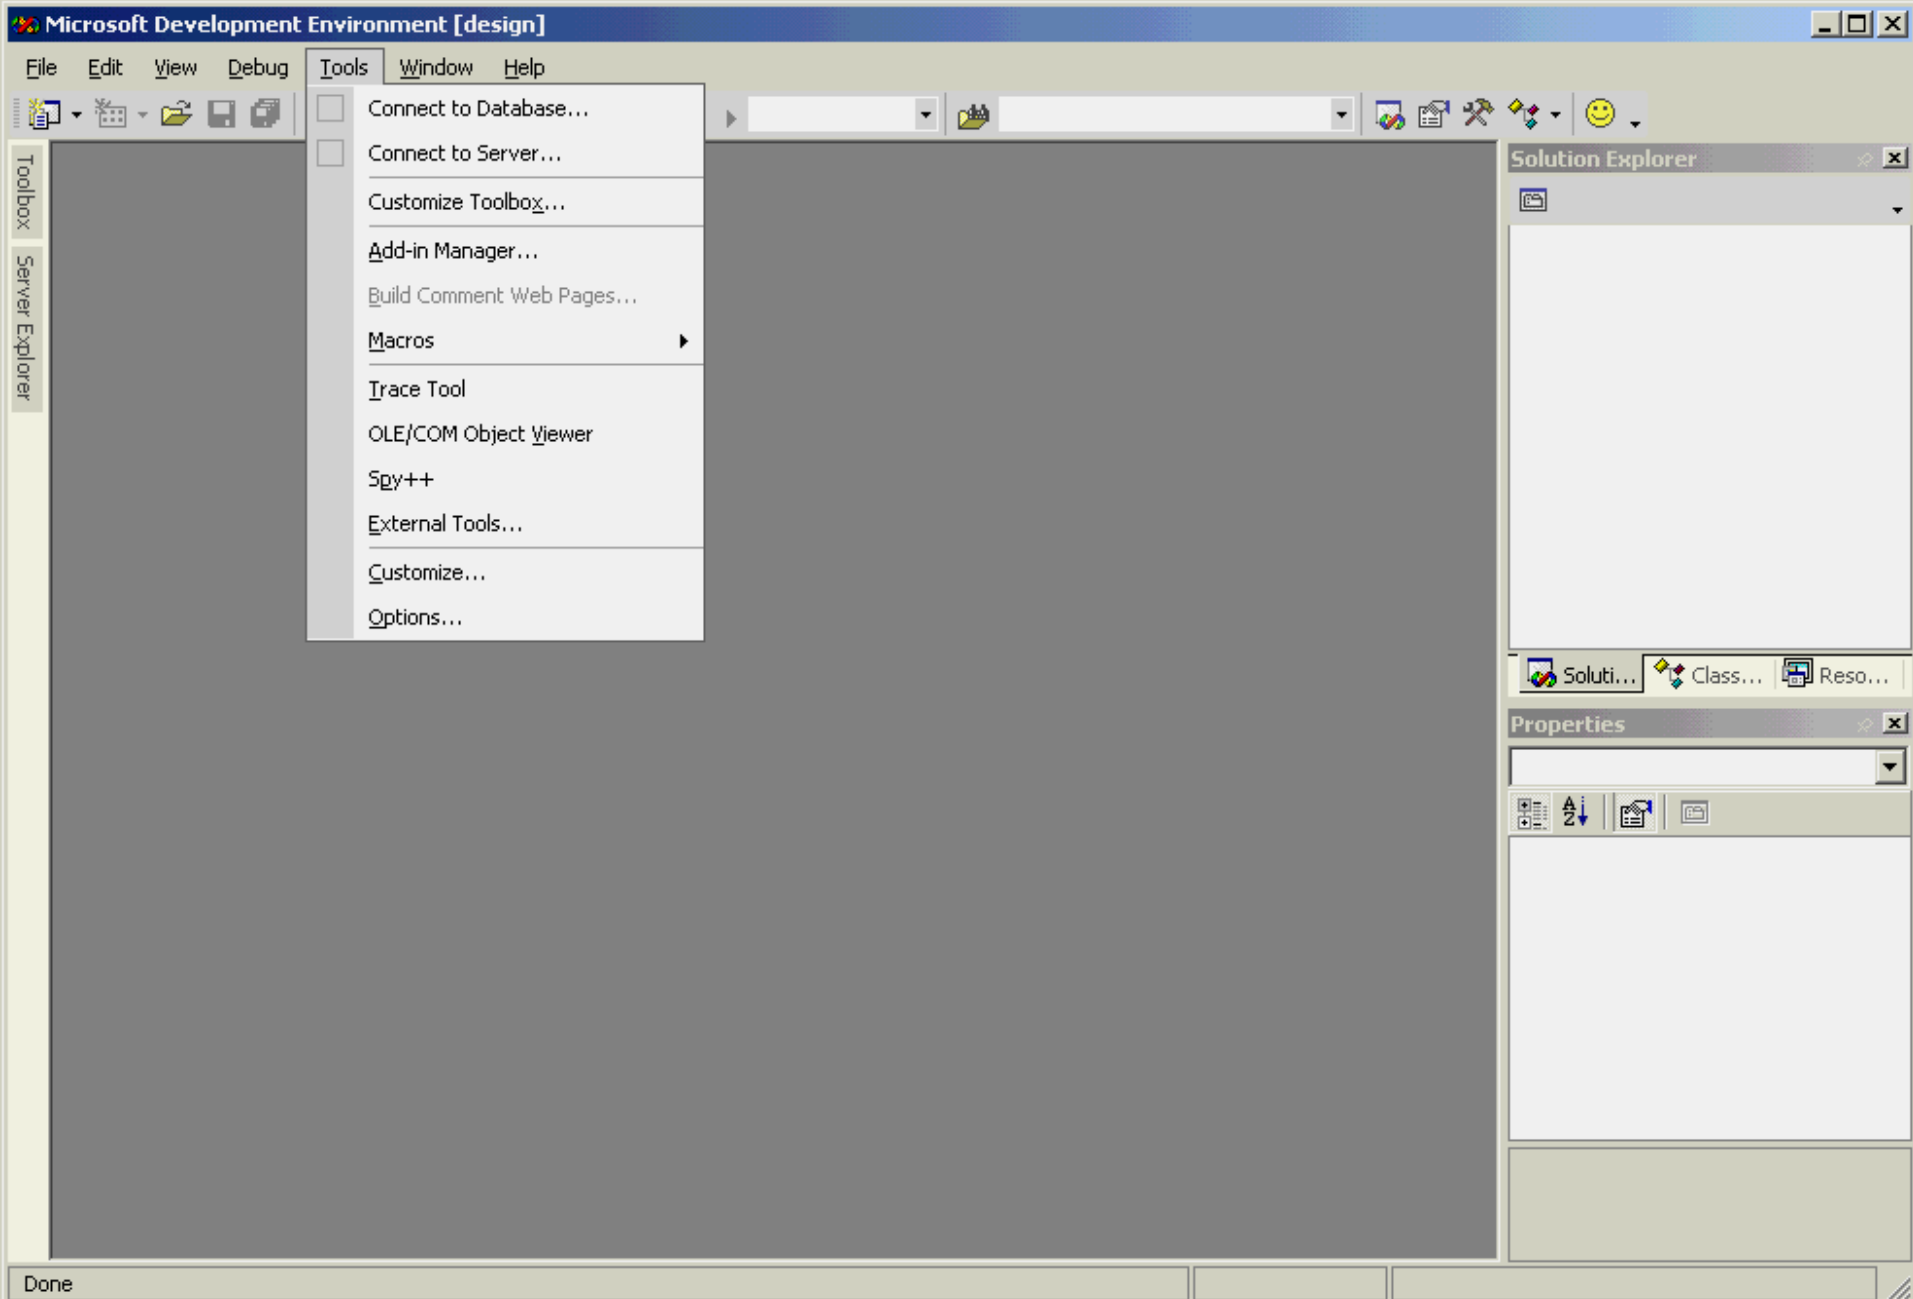 Microsoft Development Environment [design]
File Edit View Debug Tools Window Help
Connect to Database...
Connect to Server...
Customize Toolbox...
Add-in Manager...
Build Comment Web Pages...
Macros
Trace Tool
OLE/COM Object Viewer
Spy++
External Tools...
Customize...
Options...
Toolbox
Server Explorer
Solution Explorer
Soluti... Class... Reso...
Properties
Done